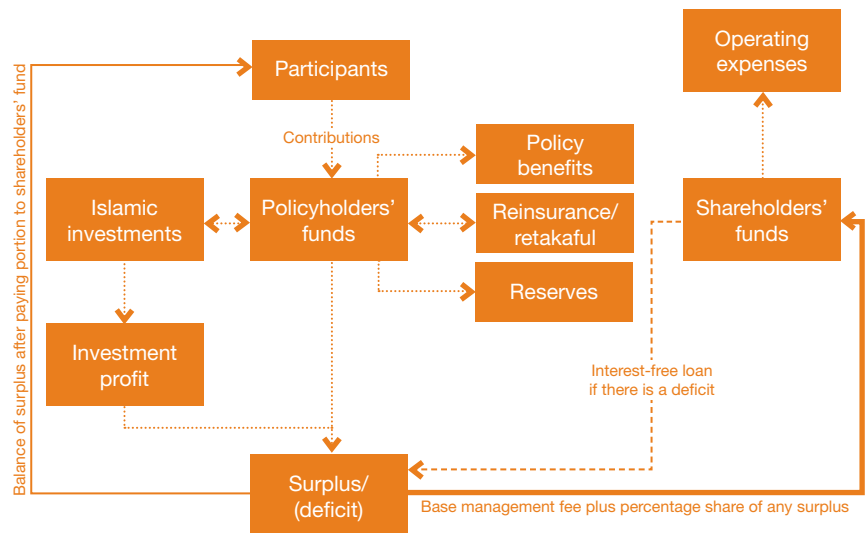 Operating
expenses
Participants
Balance of surplus after paying portion to shareholders' fund
Contributions
Policy
benefits
Islamic
investments
Policyholders'
funds
Reinsurance/
retakaful
Shareholders'
funds
Reserves
Investment
profit
Interest-free loan
if there is a deficit
Surplus/
(deficit)
Base management fee plus percentage share of any surplus